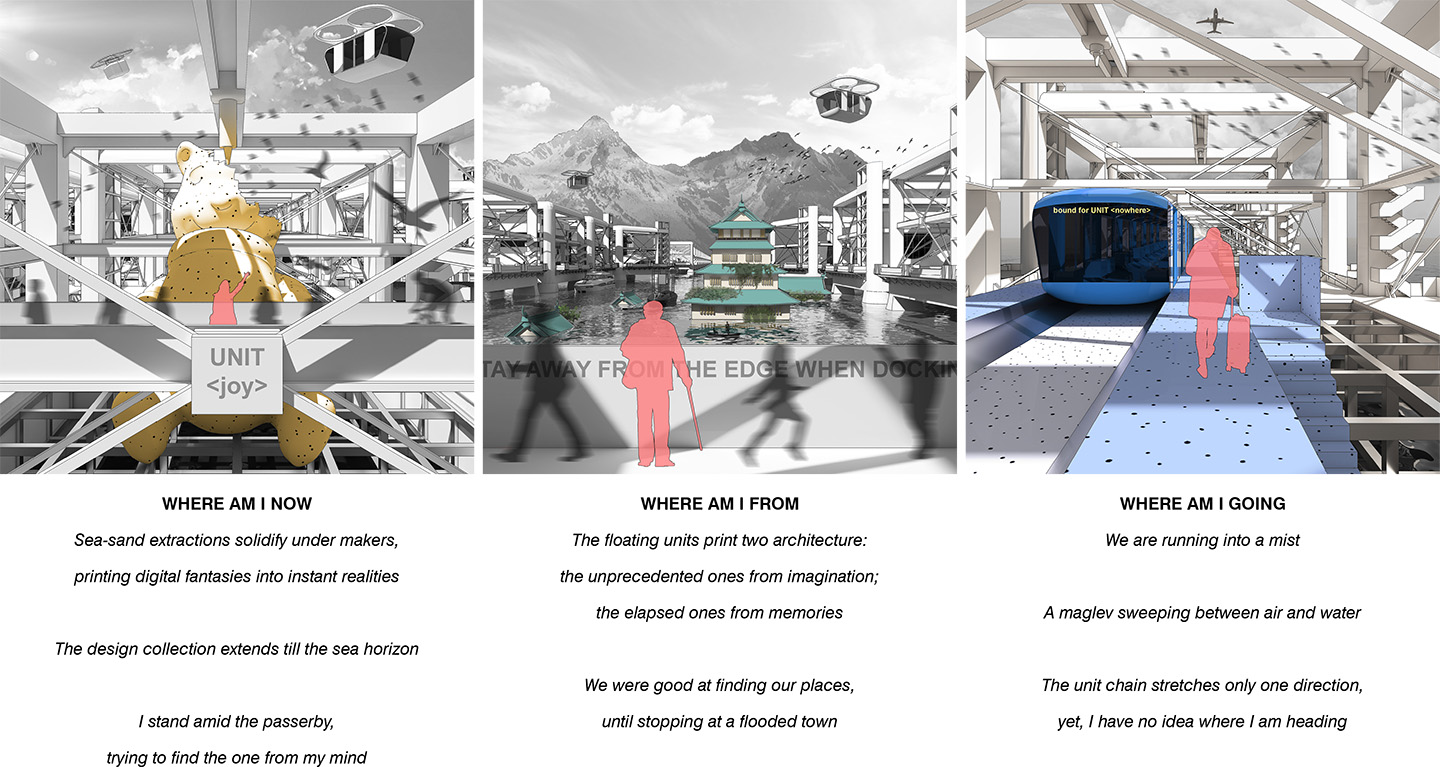 UNIT
<joy>
TAY AWAY FROM THE EDGE WHEN DOCKIN
bound for UNIT <nowhere>
WHERE AM I NOW
Sea-sand extractions solidify under makers,
printing digital fantasies into instant realities
The design collection extends till the sea horizon
I stand amid the passerby,
trying to find the one from my mind
WHERE AM I FROM
The floating units print two architecture:
the unprecedented ones from imagination;
the elapsed ones from memories
We were good at finding our places,
until stopping at a flooded town
WHERE AM I GOING
We are running into a mist
A maglev sweeping between air and water
The unit chain stretches only one direction,
yet, I have no idea where I am heading